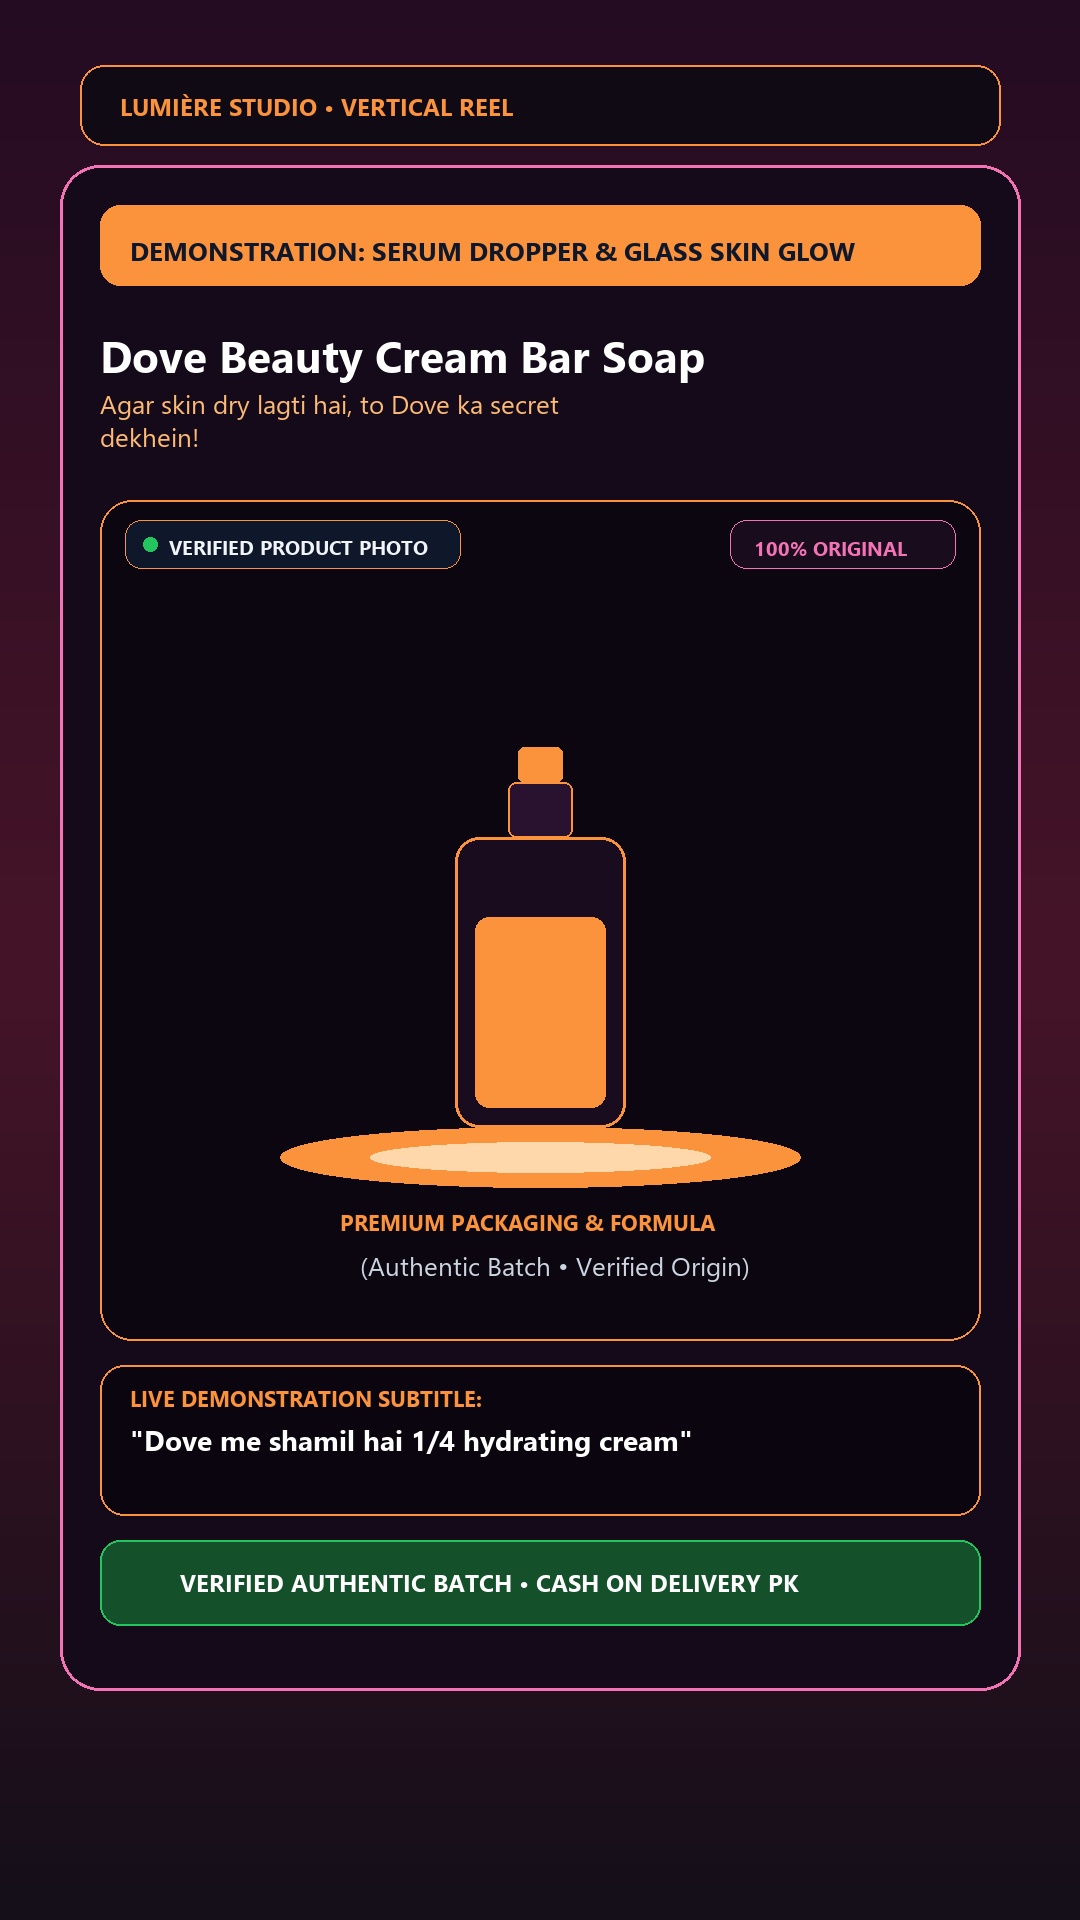 LUMIÈRE STUDIO • VERTICAL REEL
DEMONSTRATION: SERUM DROPPER & GLASS SKIN GLOW
Dove Beauty Cream Bar Soap
Agar skin dry lagti hai, to Dove ka secret
dekhein!
VERIFIED PRODUCT PHOTO
100% ORIGINAL
PREMIUM PACKAGING & FORMULA
(Authentic Batch • Verified Origin)
LIVE DEMONSTRATION SUBTITLE:
"Dove me shamil hai 1/4 hydrating cream"
VERIFIED AUTHENTIC BATCH • CASH ON DELIVERY PK